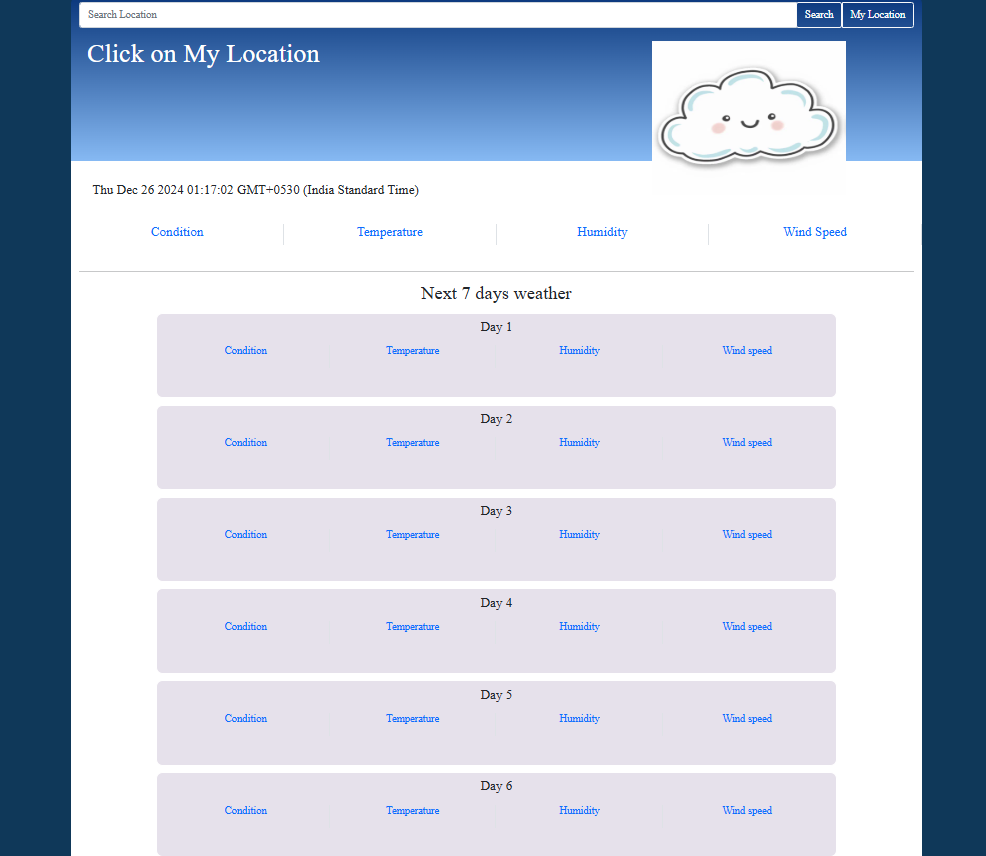 Search Location Search My Location
Click on My Location
Thu Dec 26 2024 01:17:02 GMT+0530 (India Standard Time)
Condition Temperature Humidity Wind Speed
Next 7 days weather
Day 1
Condition Temperature Humidity Wind speed
Day 2
Condition Temperature Humidity Wind speed
Day 3
Condition Temperature Humidity Wind speed
Day 4
Condition Temperature Humidity Wind speed
Day 5
Condition Temperature Humidity Wind speed
Day 6
Condition Temperature Humidity Wind speed